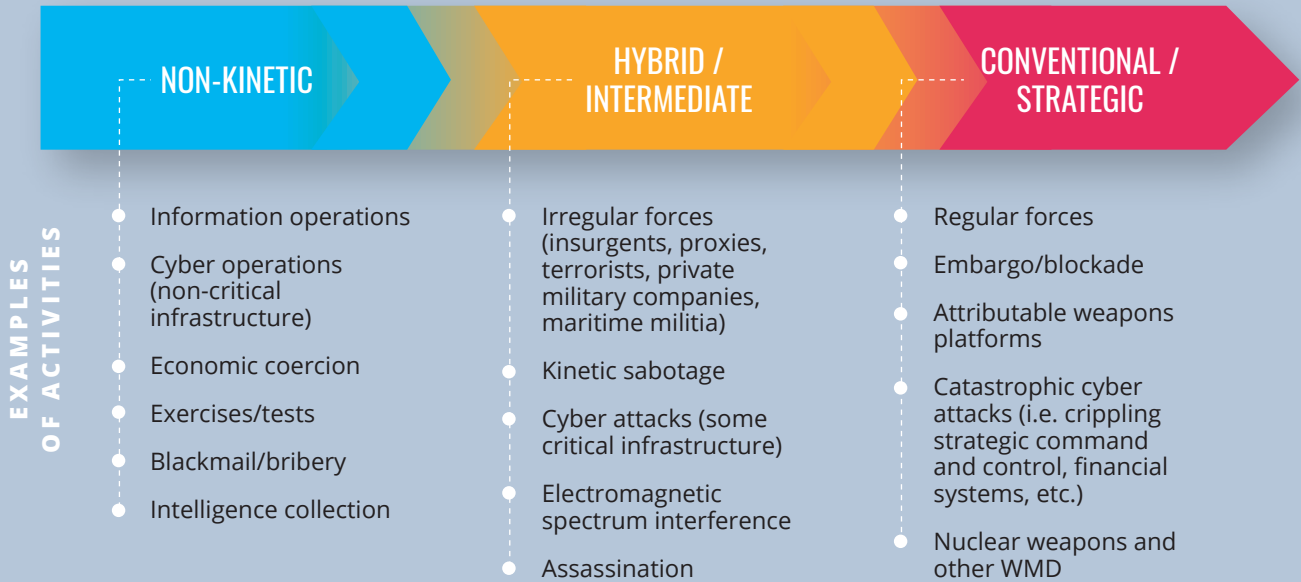 NON-KINETIC
HYBRID /
INTERMEDIATE
CONVENTIONAL /
STRATEGIC
EXAMPLES
OF ACTIVITIES
Information operations
Cyber operations
(non-critical
infrastructure)
Economic coercion
Exercises/tests
Blackmail/bribery
Intelligence collection
Irregular forces
(insurgents, proxies,
terrorists, private
military companies,
maritime militia)
Kinetic sabotage
Cyber attacks (some
critical infrastructure)
Electromagnetic
spectrum interference
Assassination
Regular forces
Embargo/blockade
Attributable weapons
platforms
Catastrophic cyber
attacks (i.e. crippling
strategic command
and control, financial
systems, etc.)
Nuclear weapons and
other WMD